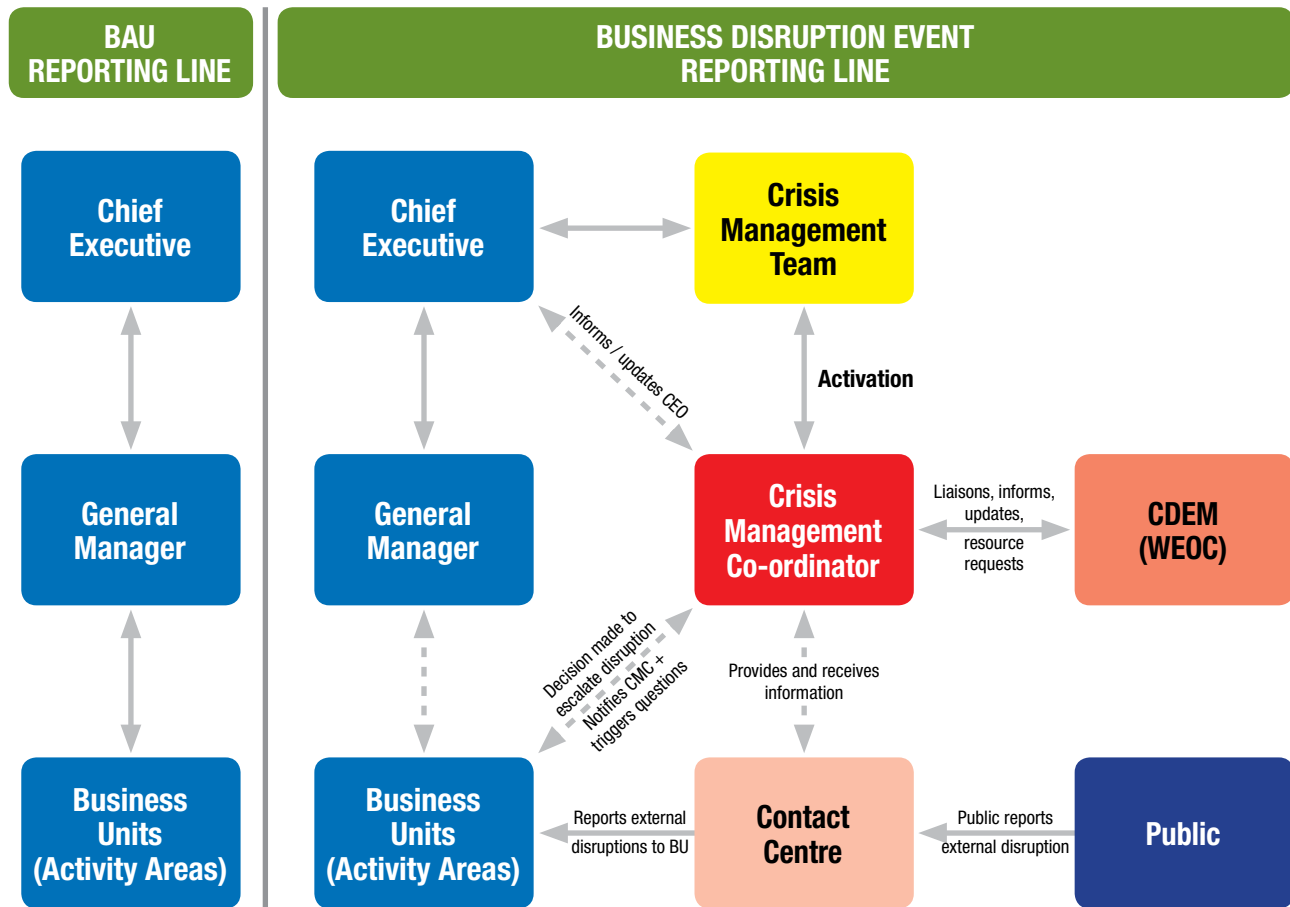 BAU
REPORTING LINE
BUSINESS DISRUPTION EVENT
REPORTING LINE
Chief
Executive
General
Manager
Business
Units
(Activity Areas)
Chief
Executive
Crisis
Management
Team
Informs / updates CEO
Activation
General
Manager
Crisis
Management
Co-ordinator
Liaisons, informs,
updates,
resource
requests
CDEM
(WEOC)
Decision made to
escalate disruption
Notifies CMC +
triggers questions
Provides and receives
information
Business
Units
(Activity Areas)
Reports external
disruptions to BU
Contact
Centre
Public reports
external disruption
Public